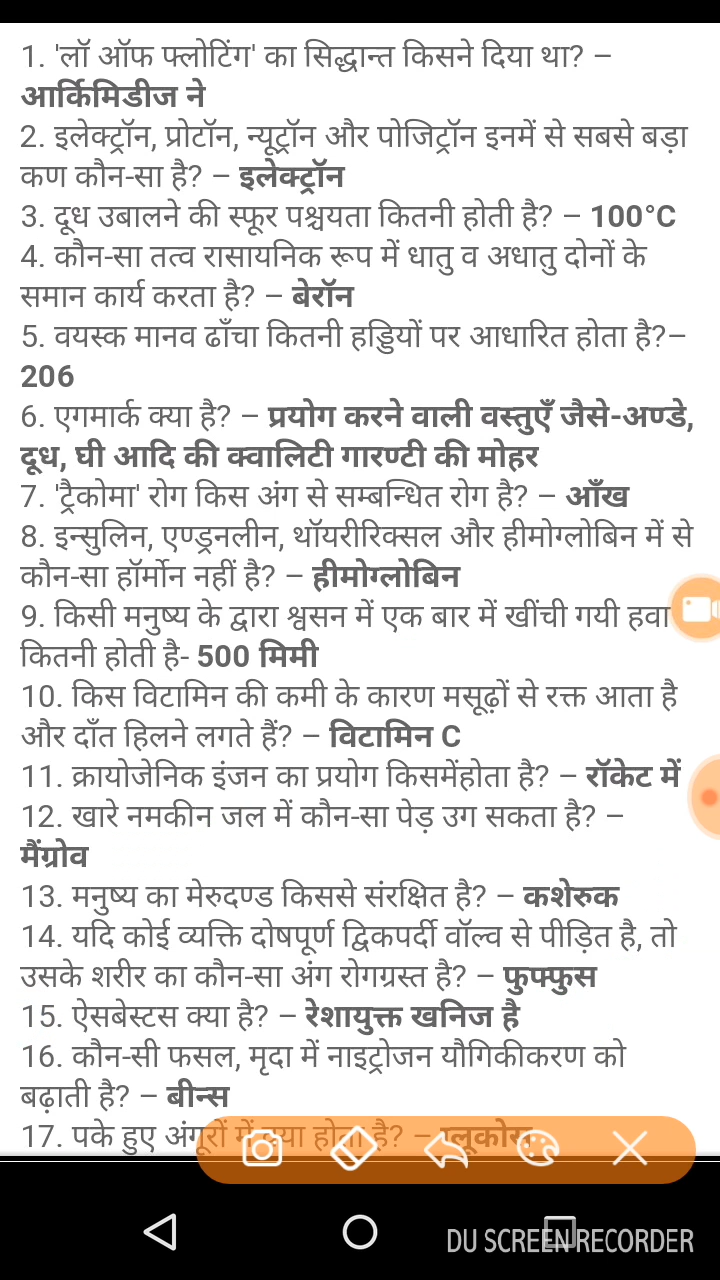 1. 'लॉ ऑफ फ्लोटिंग' का सिद्धान्त किसने दिया था? –
आर्किमिडीज ने
2. इलेक्ट्रॉन, प्रोटॉन, न्यूट्रॉन और पोजिट्रॉन इनमें से सबसे बड़ा
कण कौन-सा है? – इलेक्ट्रॉन
3. दूध उबालने की स्फूर पश्चयता कितनी होती है? – 100°C
4. कौन-सा तत्व रासायनिक रूप में धातु व अधातु दोनों के
समान कार्य करता है? – बेरॉन
5. वयस्क मानव ढाँचा कितनी हड्डियों पर आधारित होता है?–
206
6. एगमार्क क्या है? – प्रयोग करने वाली वस्तुएँ जैसे-अण्डे,
दूध, घी आदि की क्वालिटी गारण्टी की मोहर
7. 'ट्रैकोमा' रोग किस अंग से सम्बन्धित रोग है? – आँख
8. इन्सुलिन, एण्ड्रनलीन, थॉयरीरिक्सल और हीमोग्लोबिन में से
कौन-सा हॉर्मोन नहीं है? – हीमोग्लोबिन
9. किसी मनुष्य के द्वारा श्वसन में एक बार में खींची गयी हवा
कितनी होती है- 500 मिमी
10. किस विटामिन की कमी के कारण मसूढ़ों से रक्त आता है
और दाँत हिलने लगते हैं? – विटामिन C
11. क्रायोजेनिक इंजन का प्रयोग किसमेंहोता है? – रॉकेट में
12. खारे नमकीन जल में कौन-सा पेड़ उग सकता है? –
मैंग्रोव
13. मनुष्य का मेरुदण्ड किससे संरक्षित है? – कशेरुक
14. यदि कोई व्यक्ति दोषपूर्ण द्विकपर्दी वॉल्व से पीड़ित है, तो
उसके शरीर का कौन-सा अंग रोगग्रस्त है? – फुफ्फुस
15. ऐसबेस्टस क्या है? – रेशायुक्त खनिज है
16. कौन-सी फसल, मृदा में नाइट्रोजन यौगिकीकरण को
बढ़ाती है? – बीन्स
17. पके हुए अंगूरों में क्या होता है? – ग्लूकोस
DU SCREEN RECORDER